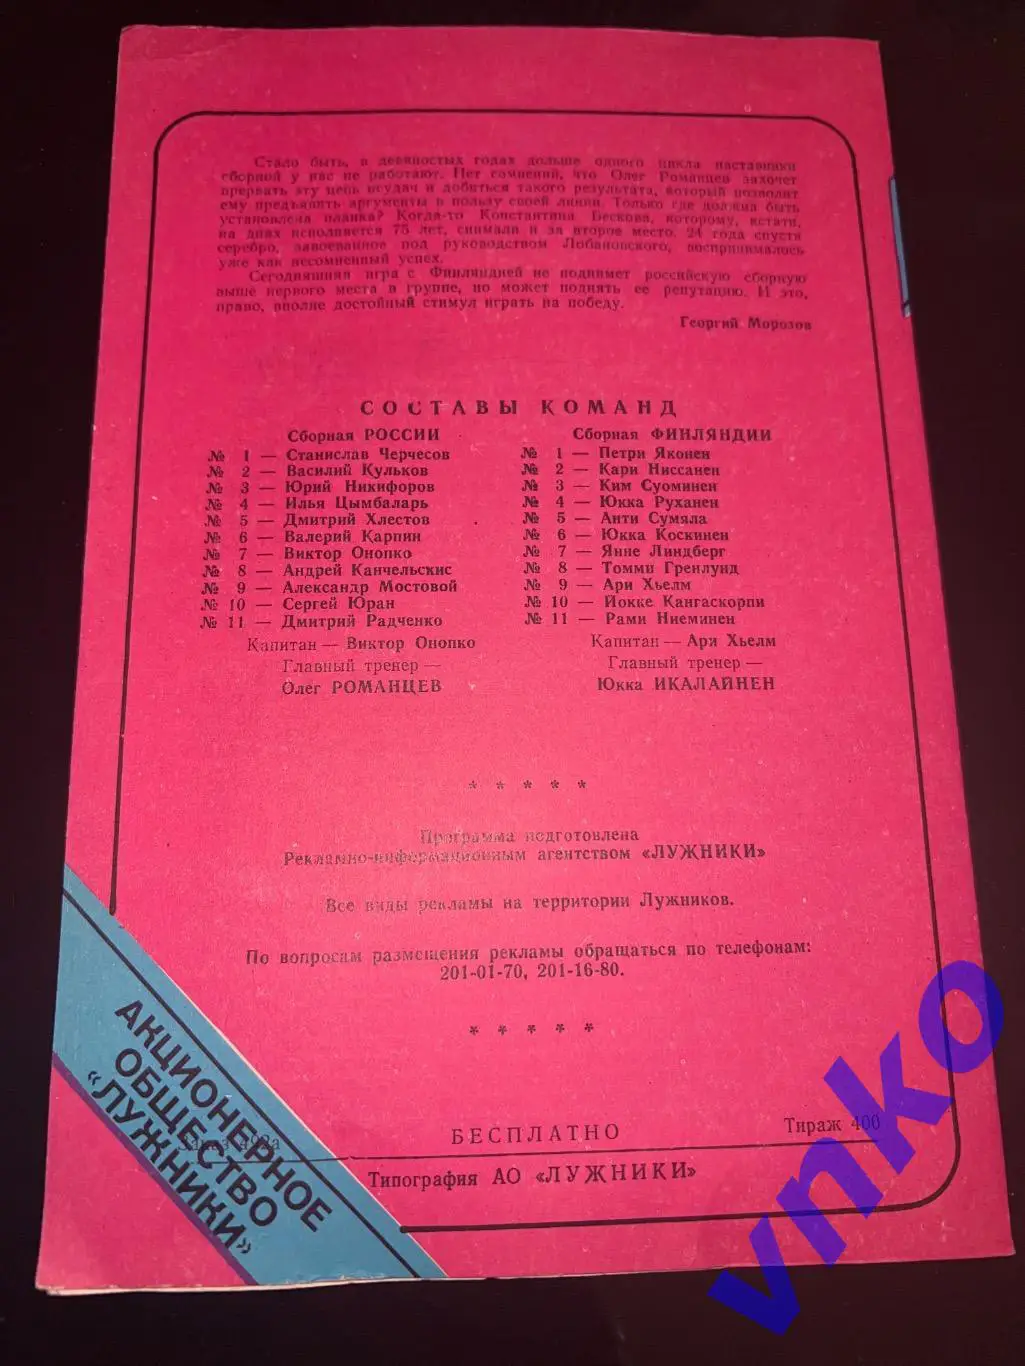 Стало быть, в девяностых годах дольше одного цикла наставники
сборной у нас не работают. Нет сомнений, что Олег Романцев захочет
прервать эту цепь неудач и добиться такого результата, который позволит
ему предъявить аргументы в пользу своей линии. Только где должна быть
установлена планка? Когда-то Константина Бескова, которому, кстати,
на днях исполняется 75 лет, снимали и за второе место. 24 года спустя
серебро, завоеванное под руководством Лобановского, воспринималось
уже как несомненный успех.
Сегодняшняя игра с Финляндией не поднимет российскую сборную
выше первого места в группе, но может поднять ее репутацию. И это,
право, вполне достойный стимул играть на победу.
Георгий Морозов
СОСТАВЫ КОМАНД
Сборная РОССИИ
№ 1 — Станислав Черчесов
№ 2 — Василий Кульков
№ 3 — Юрий Никифоров
№ 4 — Илья Цымбаларь
№ 5 — Дмитрий Хлестов
№ 6 — Валерий Карпин
№ 7 — Виктор Онопко
№ 8 — Андрей Канчельскис
№ 9 — Александр Мостовой
№ 10 — Сергей Юран
№ 11 — Дмитрий Радченко
Капитан — Виктор Онопко
Главный тренер —
Олег РОМАНЦЕВ
Сборная ФИНЛЯНДИИ
№ 1 — Петри Яконен
№ 2 — Кари Ниссанен
№ 3 — Ким Суоминен
№ 4 — Юкка Руханен
№ 5 — Анти Сумяла
№ 6 — Юкка Коскинен
№ 7 — Янне Линдберг
№ 8 — Томми Гренлунд
№ 9 — Ари Хьелм
№ 10 — Йокке Кангаскорпи
№ 11 — Рами Ниеминен
Капитан — Аря Хьелм
Главный тренер —
Юкка ИКАЛАЙНЕН
* * * * *
Программа подготовлена
Рекламно-информационным агентством «ЛУЖНИКИ»
Все виды рекламы на территории Лужников.
По вопросам размещения рекламы обращаться по телефонам:
201-01-70, 201-16-80.
* * * * *
АКЦИОНЕРНОЕ
ОБЩЕСТВО
«ЛУЖНИКИ»
Заказ 492а
БЕСПЛАТНО
Тираж 400
Типография АО «ЛУЖНИКИ»
vnko